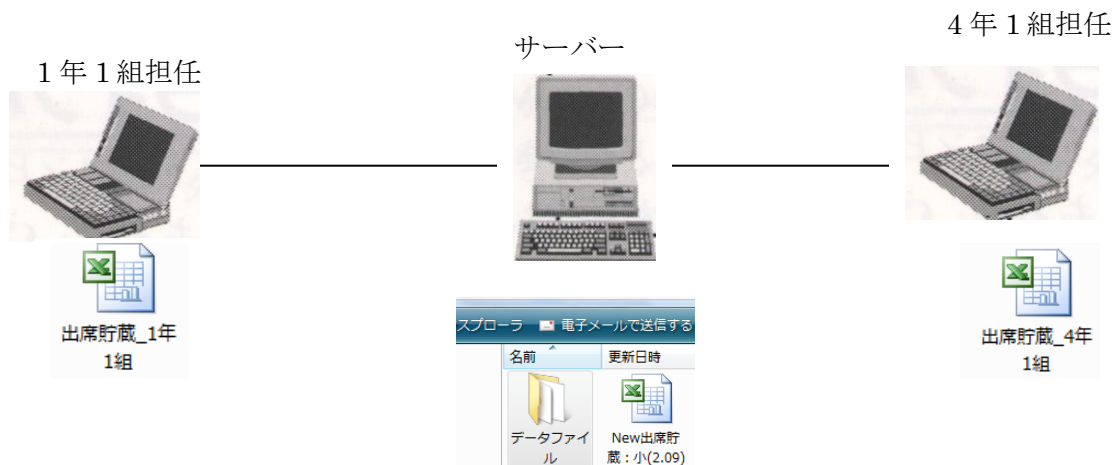 4年1組担任
サーバー
1年1組担任
出席貯蔵_1年
1組
出席貯蔵_4年
1組
スプローラ 電子メールで送信する
名前 更新日時
データファイ
ル
New出席貯
蔵：小(2.09)